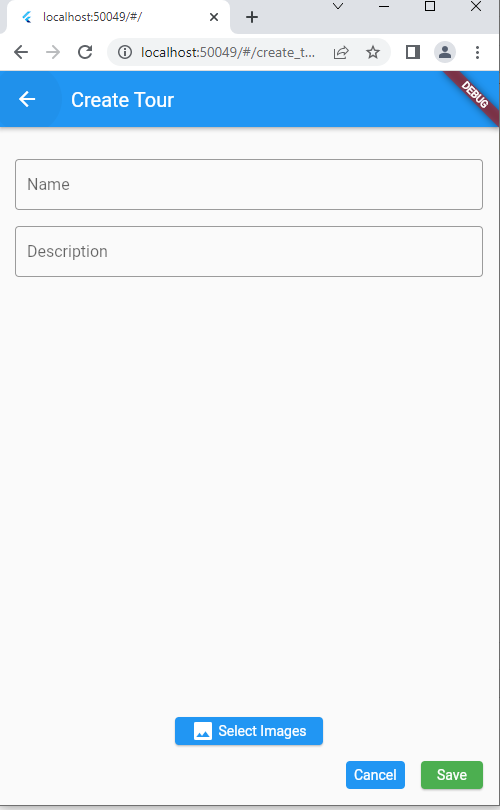 localhost:50049/#/
localhost:50049/#/create_t...
Create Tour
DEBUG
Name
Description
Select Images
Cancel Save